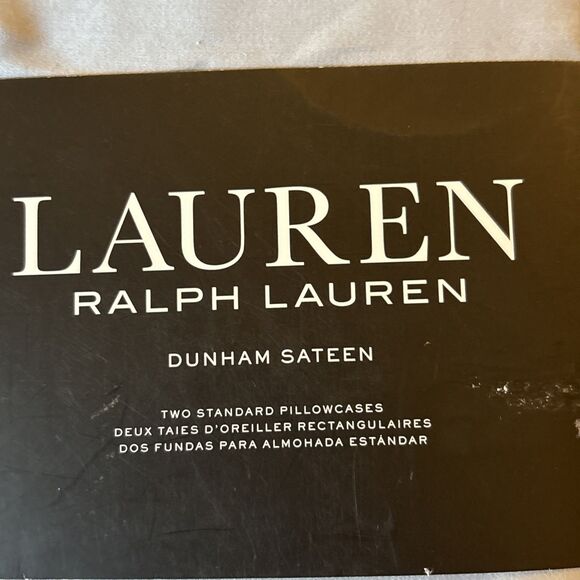 LAUREN
RALPH LAUREN
DUNHAM SATEEN
TWO STANDARD PILLOWCASES
DEUX TAIES D'OREILLER RECTANGULAIRES
DOS FUNDAS PARA ALMOHADA ESTÁNDAR